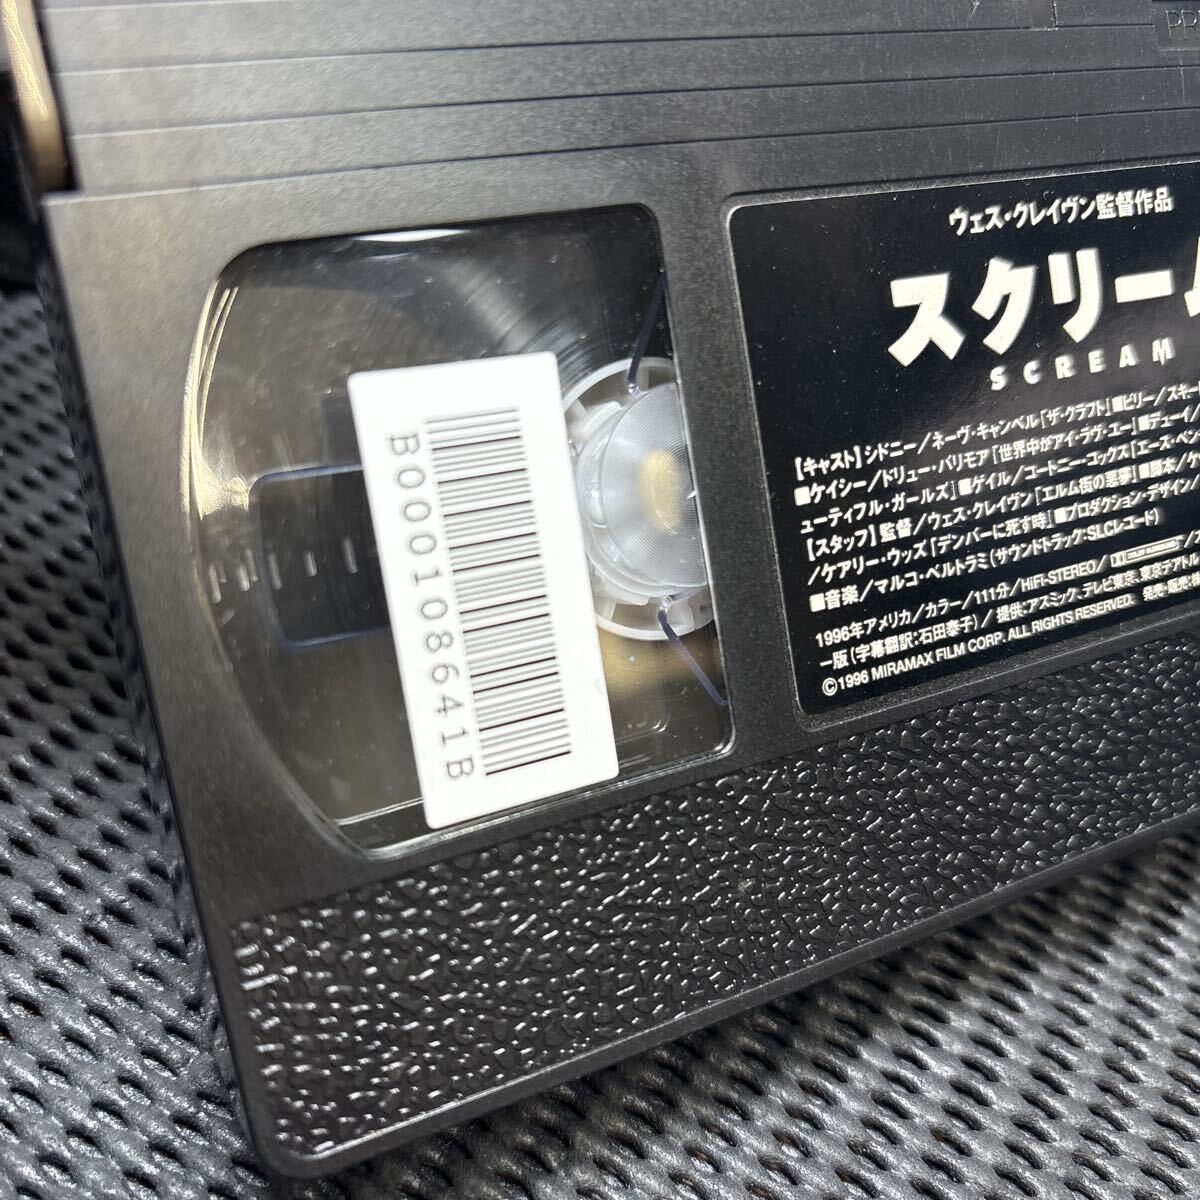 ウェス・クレイヴン監督作品
スクリーム
SCREAM
【キャスト】シドニー/ネーヴ・キャンベル「ザ・クラフト」■ビリー/スキー
■ケイシー/ドリュー・バリモア「世界中がアイ・ラヴ・ユー」■デューイ/
ューティフル・ガールズ」■ゲイル/コートニー・コックス「エース・ベン
【スタッフ】監督/ウェス・クレイヴン「エルム街の悪夢」■脚本/ケ
/ケアリー・ウッズ「デンバーに死す時」■プロダクション・デザイン/
■音楽/マルコ・ベルトラミ(サウンドトラック:SLCレコード)
1996年アメリカ/カラー/111分/HiFi-STEREO/DOLBY SURROUND/
一版(字幕翻訳:石田泰子)/提供:アスミック、テレビ東京、東京テアトル 発売・販売:
©1996 MIRAMAX FILM CORP. ALL RIGHTS RESERVED.
B000108641B